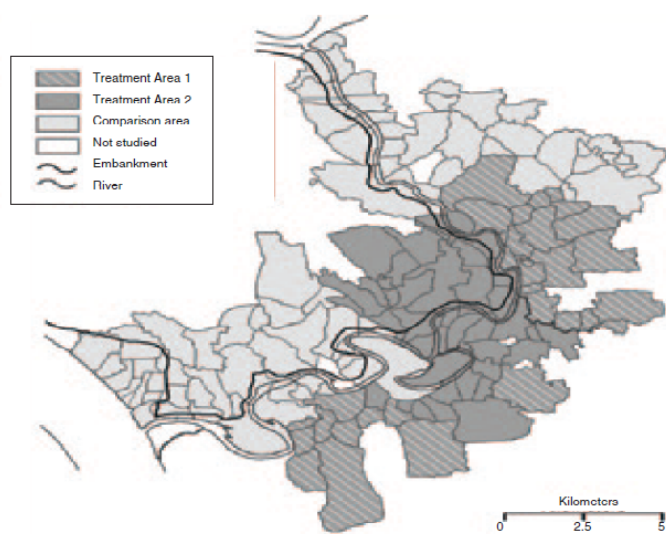 Treatment Area 1
Treatment Area 2
Comparison area
Not studied
Embankment
River
Kilometers
0 2.5 5